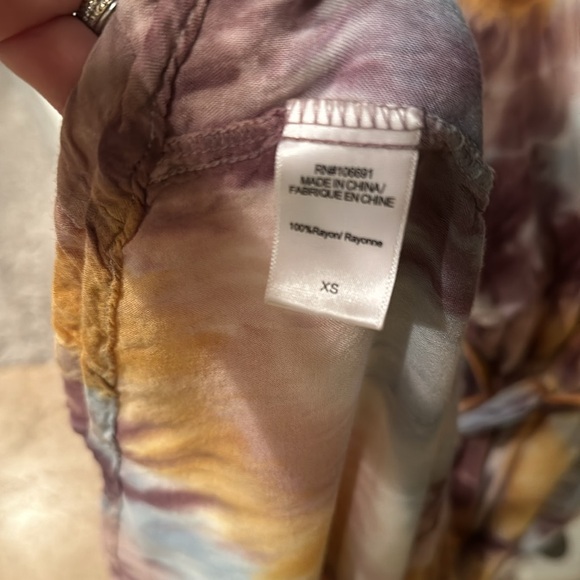 RN#106691
MADE IN CHINA/
FABRIQUE EN CHINE
100%Rayon/ Rayonne
XS